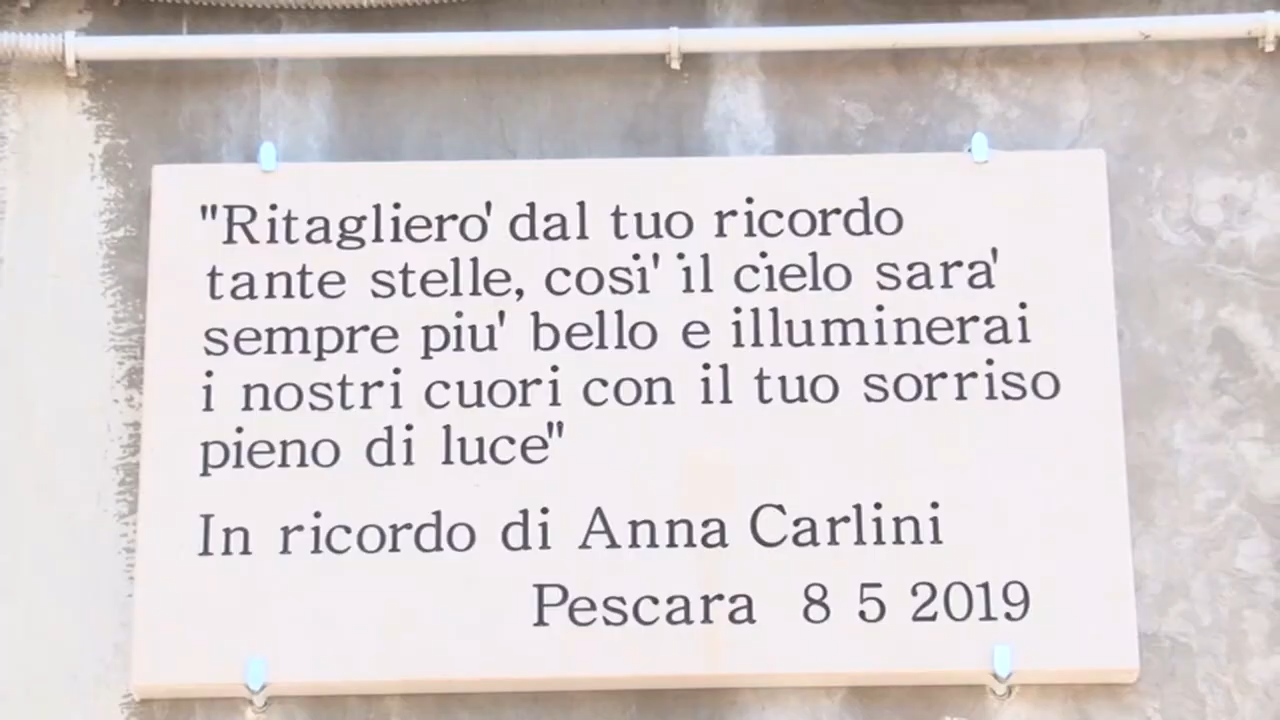 "Ritagliero' dal tuo ricordo
tante stelle, cosi' il cielo sara'
sempre piu' bello e illuminerai
i nostri cuori con il tuo sorriso
pieno di luce"
In ricordo di Anna Carlini
Pescara 8 5 2019